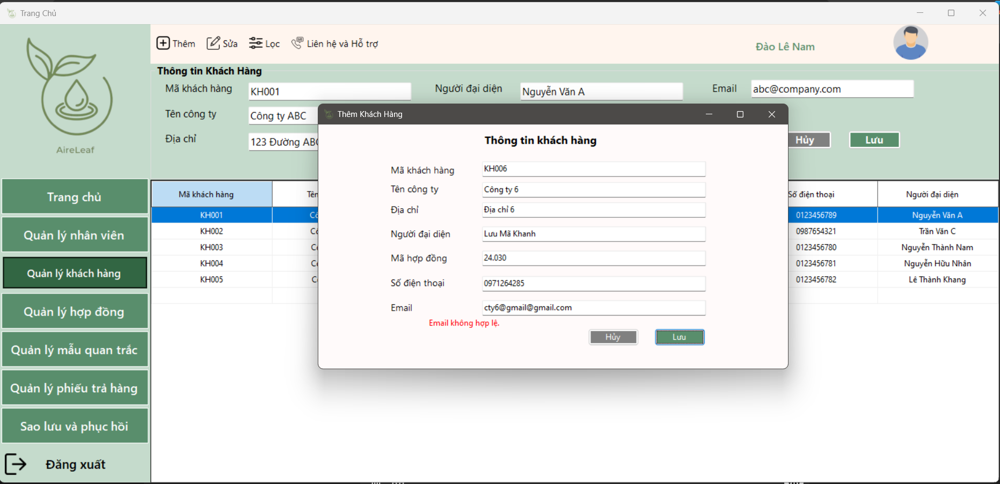 Trang Chủ
Thêm Sửa Lọc Liên hệ và Hỗ trợ
Đào Lê Nam
AireLeaf
Thông tin Khách Hàng
Mã khách hàng KH001 Người đại diện Nguyễn Văn A Email abc@company.com
Tên công ty Công ty ABC
Địa chỉ 123 Đường
Hủy Lưu
Trang chủ
Quản lý nhân viên
Quản lý khách hàng
Quản lý hợp đồng
Quản lý mẫu quan trắc
Quản lý phiếu trả hàng
Sao lưu và phục hồi
Đăng xuất
Mã khách hàng Tên Số điện thoại Người đại diện
KH001 0123456789 Nguyễn Văn A
KH002 0987654321 Trần Văn C
KH003 0123456780 Nguyễn Thành Nam
KH004 0123456781 Nguyễn Hữu Nhân
KH005 0123456782 Lê Thành Khang
Thêm Khách Hàng
Thông tin khách hàng
Mã khách hàng KH006
Tên công ty Công ty 6
Địa chỉ Địa chỉ 6
Người đại diện Lưu Mã Khanh
Mã hợp đồng 24.030
Số điện thoại 0971264285
Email cty6@gmail@gmail.com
Email không hợp lệ.
Hủy Lưu